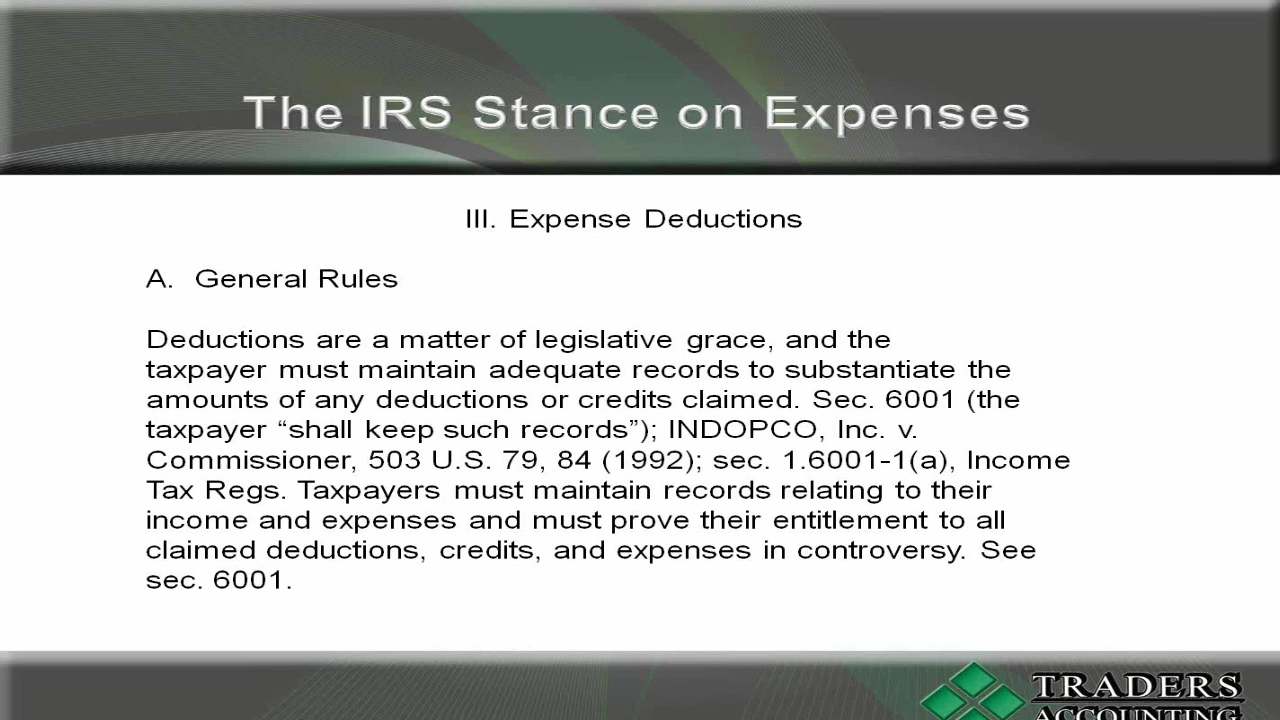 The IRS Stance on Expenses
III. Expense Deductions
A. General Rules
Deductions are a matter of legislative grace, and the
taxpayer must maintain adequate records to substantiate the
amounts of any deductions or credits claimed. Sec. 6001 (the
taxpayer “shall keep such records”); INDOPCO, Inc. v.
Commissioner, 503 U.S. 79, 84 (1992); sec. 1.6001-1(a), Income
Tax Regs. Taxpayers must maintain records relating to their
income and expenses and must prove their entitlement to all
claimed deductions, credits, and expenses in controversy. See
sec. 6001.
TRADERS
ACCOUNTING